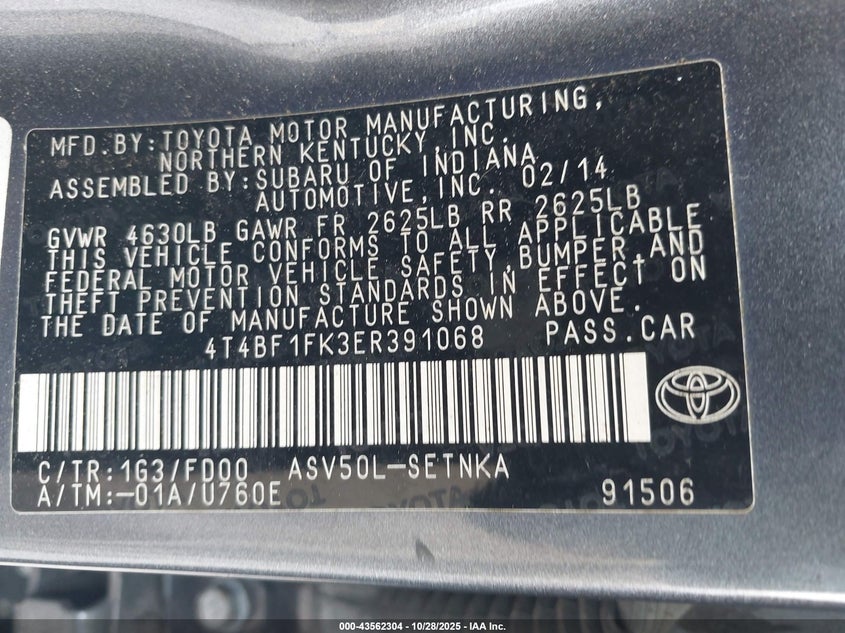 MFD.BY:TOYOTA MOTOR MANUFACTURING,
NORTHERN KENTUCKY,INC.
ASSEMBLED BY:SUBARU OF INDIANA
AUTOMOTIVE,INC. 02/14
GVWR 4630LB GAWR FR 2625LB RR 2625LB
THIS VEHICLE CONFORMS TO ALL APPLICABLE
FEDERAL MOTOR VEHICLE SAFETY,BUMPER,AND
THEFT PREVENTION STANDARDS IN EFFECT ON
THE DATE OF MANUFACTURE SHOWN ABOVE.
4T4BF1FK3ER391068 PASS.CAR
C/TR:1G3/FD00 ASV50L-SETNKA
A/TM:-01A/U760E 91506
000-43562304 | 10/28/2025 | IAA Inc.